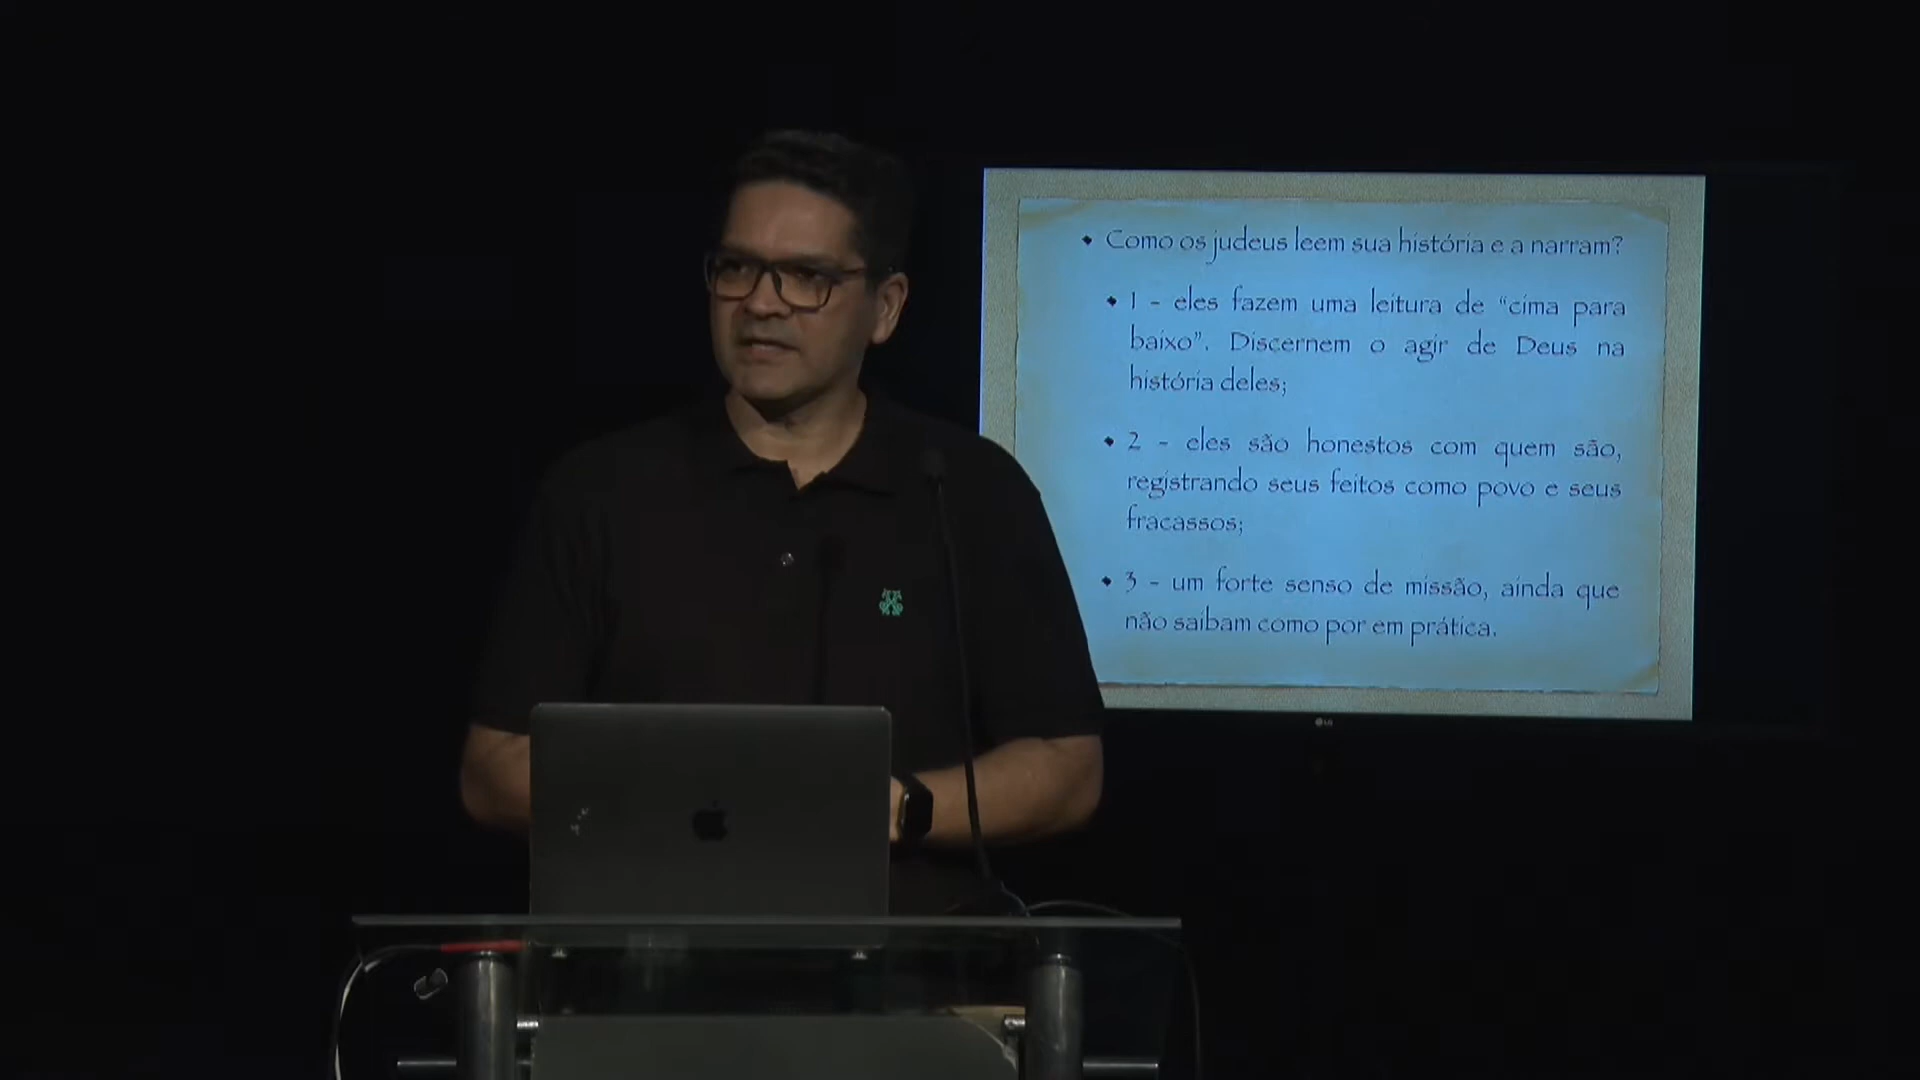 Como os judeus leem sua história e a narram?
1 - eles fazem uma leitura de “cima para
baixo”. Discernem o agir de Deus na
história deles;
2 - eles são honestos com quem são,
registrando seus feitos como povo e seus
fracassos;
3 - um forte senso de missão, ainda que
não saibam como por em prática.
LG